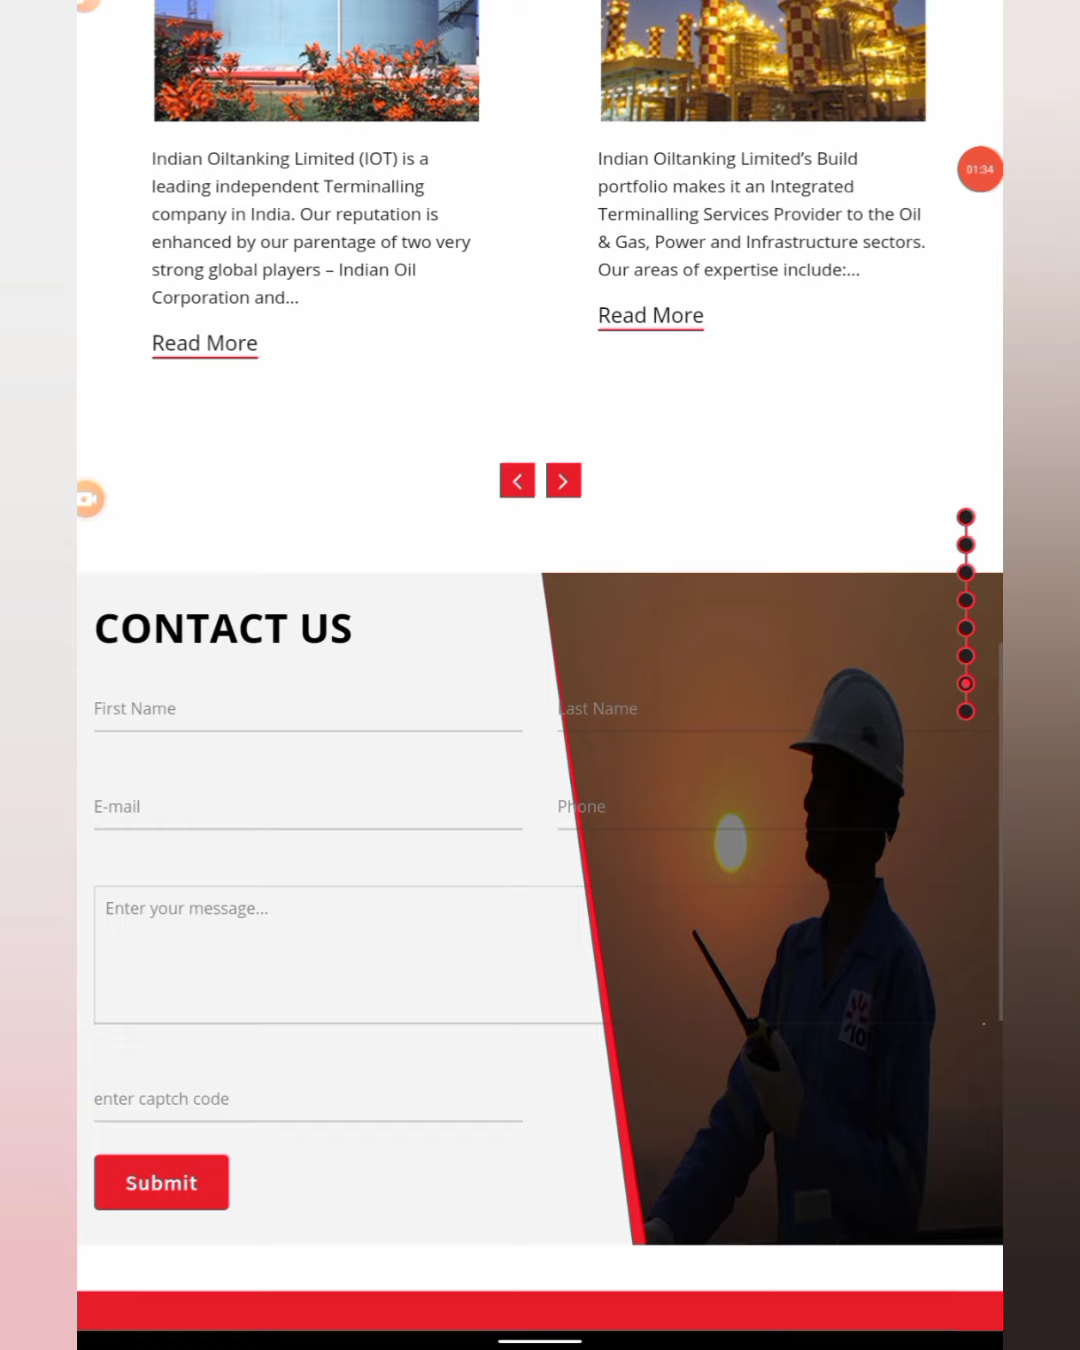 Indian Oiltanking Limited (IOT) is a
leading independent Terminalling
company in India. Our reputation is
enhanced by our parentage of two very
strong global players – Indian Oil
Corporation and...
Read More
Indian Oiltanking Limited’s Build
portfolio makes it an Integrated
Terminalling Services Provider to the Oil
& Gas, Power and Infrastructure sectors.
Our areas of expertise include:...
Read More
01:34
CONTACT US
First Name
Last Name
E-mail
Phone
Enter your message...
enter captch code
Submit